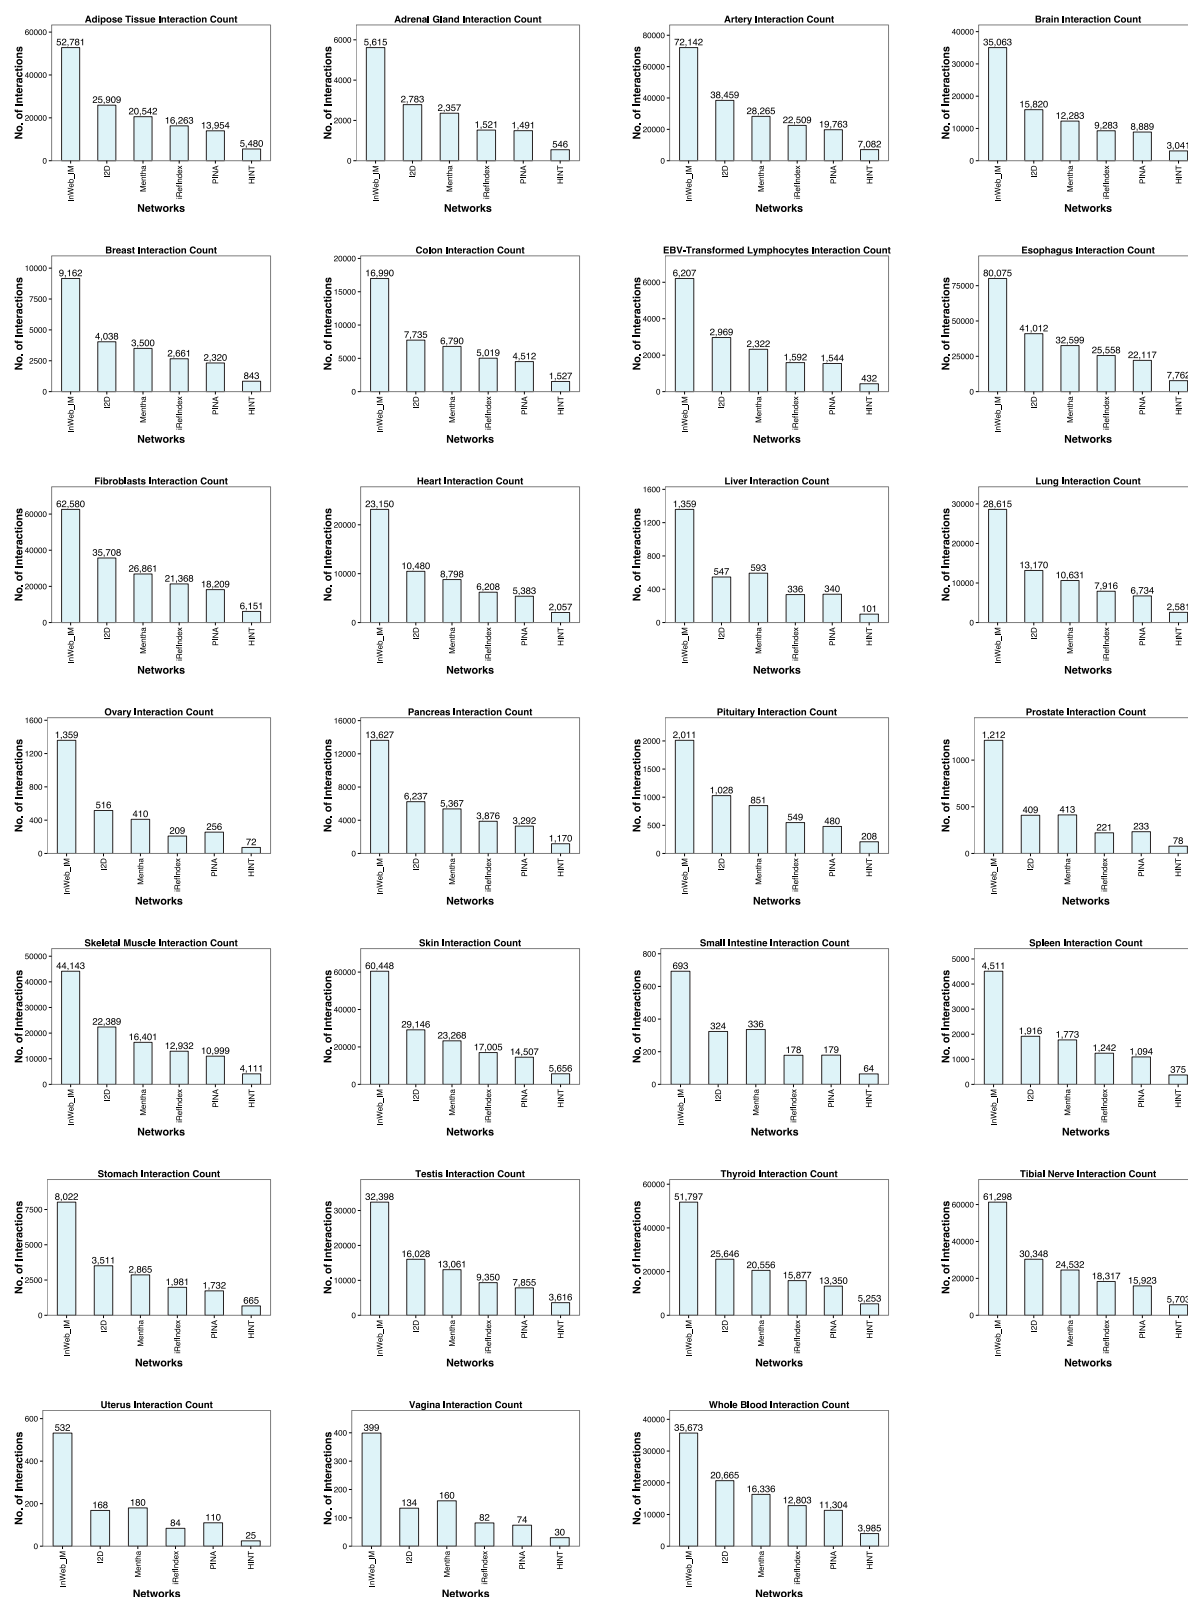 Adipose Tissue Interaction Count
No. of Interactions
60000
40000
20000
0
52,781
25,909
20,542
16,263
13,954
5,480
InWeb_IM
I2D
Mentha
iRefIndex
PINA
HINT
Networks
Adrenal Gland Interaction Count
No. of Interactions
6000
4000
2000
0
5,615
2,783
2,357
1,521
1,491
546
InWeb_IM
I2D
Mentha
iRefIndex
PINA
HINT
Networks
Artery Interaction Count
No. of Interactions
80000
60000
40000
20000
0
72,142
38,459
28,265
22,509
19,763
7,082
InWeb_IM
I2D
Mentha
iRefIndex
PINA
HINT
Networks
Brain Interaction Count
No. of Interactions
40000
30000
20000
10000
0
35,063
15,820
12,283
9,283
8,889
3,041
InWeb_IM
I2D
Mentha
iRefIndex
PINA
HINT
Networks
Breast Interaction Count
No. of Interactions
10000
7500
5000
2500
0
9,162
4,038
3,500
2,661
2,320
843
InWeb_IM
I2D
Mentha
iRefIndex
PINA
HINT
Networks
Colon Interaction Count
No. of Interactions
20000
15000
10000
5000
0
16,990
7,735
6,790
5,019
4,512
1,527
InWeb_IM
I2D
Mentha
iRefIndex
PINA
HINT
Networks
EBV-Transformed Lymphocytes Interaction Count
No. of Interactions
6000
4000
2000
0
6,207
2,969
2,322
1,592
1,544
432
InWeb_IM
I2D
Mentha
iRefIndex
PINA
HINT
Networks
Esophagus Interaction Count
No. of Interactions
75000
50000
25000
0
80,075
41,012
32,599
25,558
22,117
7,762
InWeb_IM
I2D
Mentha
iRefIndex
PINA
HINT
Networks
Fibroblasts Interaction Count
No. of Interactions
60000
40000
20000
0
62,580
35,708
26,861
21,368
18,209
6,151
InWeb_IM
I2D
Mentha
iRefIndex
PINA
HINT
Networks
Heart Interaction Count
No. of Interactions
20000
10000
0
23,150
10,480
8,798
6,208
5,383
2,057
InWeb_IM
I2D
Mentha
iRefIndex
PINA
HINT
Networks
Liver Interaction Count
No. of Interactions
1600
1200
800
400
0
1,359
547
593
336
340
101
InWeb_IM
I2D
Mentha
iRefIndex
PINA
HINT
Networks
Lung Interaction Count
No. of Interactions
30000
20000
10000
0
28,615
13,170
10,631
7,916
6,734
2,581
InWeb_IM
I2D
Mentha
iRefIndex
PINA
HINT
Networks
Ovary Interaction Count
No. of Interactions
1600
1200
800
400
0
1,359
516
410
209
256
72
InWeb_IM
I2D
Mentha
iRefIndex
PINA
HINT
Networks
Pancreas Interaction Count
No. of Interactions
16000
12000
8000
4000
0
13,627
6,237
5,367
3,876
3,292
1,170
InWeb_IM
I2D
Mentha
iRefIndex
PINA
HINT
Networks
Pituitary Interaction Count
No. of Interactions
2000
1500
1000
500
0
2,011
1,028
851
549
480
208
InWeb_IM
I2D
Mentha
iRefIndex
PINA
HINT
Networks
Prostate Interaction Count
No. of Interactions
1000
500
0
1,212
409
413
221
233
78
InWeb_IM
I2D
Mentha
iRefIndex
PINA
HINT
Networks
Skeletal Muscle Interaction Count
No. of Interactions
50000
40000
30000
20000
10000
0
44,143
22,389
16,401
12,932
10,999
4,111
InWeb_IM
I2D
Mentha
iRefIndex
PINA
HINT
Networks
Skin Interaction Count
No. of Interactions
60000
40000
20000
0
60,448
29,146
23,268
17,005
14,507
5,656
InWeb_IM
I2D
Mentha
iRefIndex
PINA
HINT
Networks
Small Intestine Interaction Count
No. of Interactions
800
600
400
200
0
693
324
336
178
179
64
InWeb_IM
I2D
Mentha
iRefIndex
PINA
HINT
Networks
Spleen Interaction Count
No. of Interactions
5000
4000
3000
2000
1000
0
4,511
1,916
1,773
1,242
1,094
375
InWeb_IM
I2D
Mentha
iRefIndex
PINA
HINT
Networks
Stomach Interaction Count
No. of Interactions
7500
5000
2500
0
8,022
3,511
2,865
1,981
1,732
665
InWeb_IM
I2D
Mentha
iRefIndex
PINA
HINT
Networks
Testis Interaction Count
No. of Interactions
30000
20000
10000
0
32,398
16,028
13,061
9,350
7,855
3,616
InWeb_IM
I2D
Mentha
iRefIndex
PINA
HINT
Networks
Thyroid Interaction Count
No. of Interactions
60000
40000
20000
0
51,797
25,646
20,556
15,877
13,350
5,253
InWeb_IM
I2D
Mentha
iRefIndex
PINA
HINT
Networks
Tibial Nerve Interaction Count
No. of Interactions
60000
40000
20000
0
61,298
30,348
24,532
18,317
15,923
5,703
InWeb_IM
I2D
Mentha
iRefIndex
PINA
HINT
Networks
Uterus Interaction Count
No. of Interactions
600
400
200
0
532
168
180
84
110
25
InWeb_IM
I2D
Mentha
iRefIndex
PINA
HINT
Networks
Vagina Interaction Count
No. of Interactions
400
300
200
100
0
399
134
160
82
74
30
InWeb_IM
I2D
Mentha
iRefIndex
PINA
HINT
Networks
Whole Blood Interaction Count
No. of Interactions
40000
30000
20000
10000
0
35,673
20,665
16,336
12,803
11,304
3,985
InWeb_IM
I2D
Mentha
iRefIndex
PINA
HINT
Networks